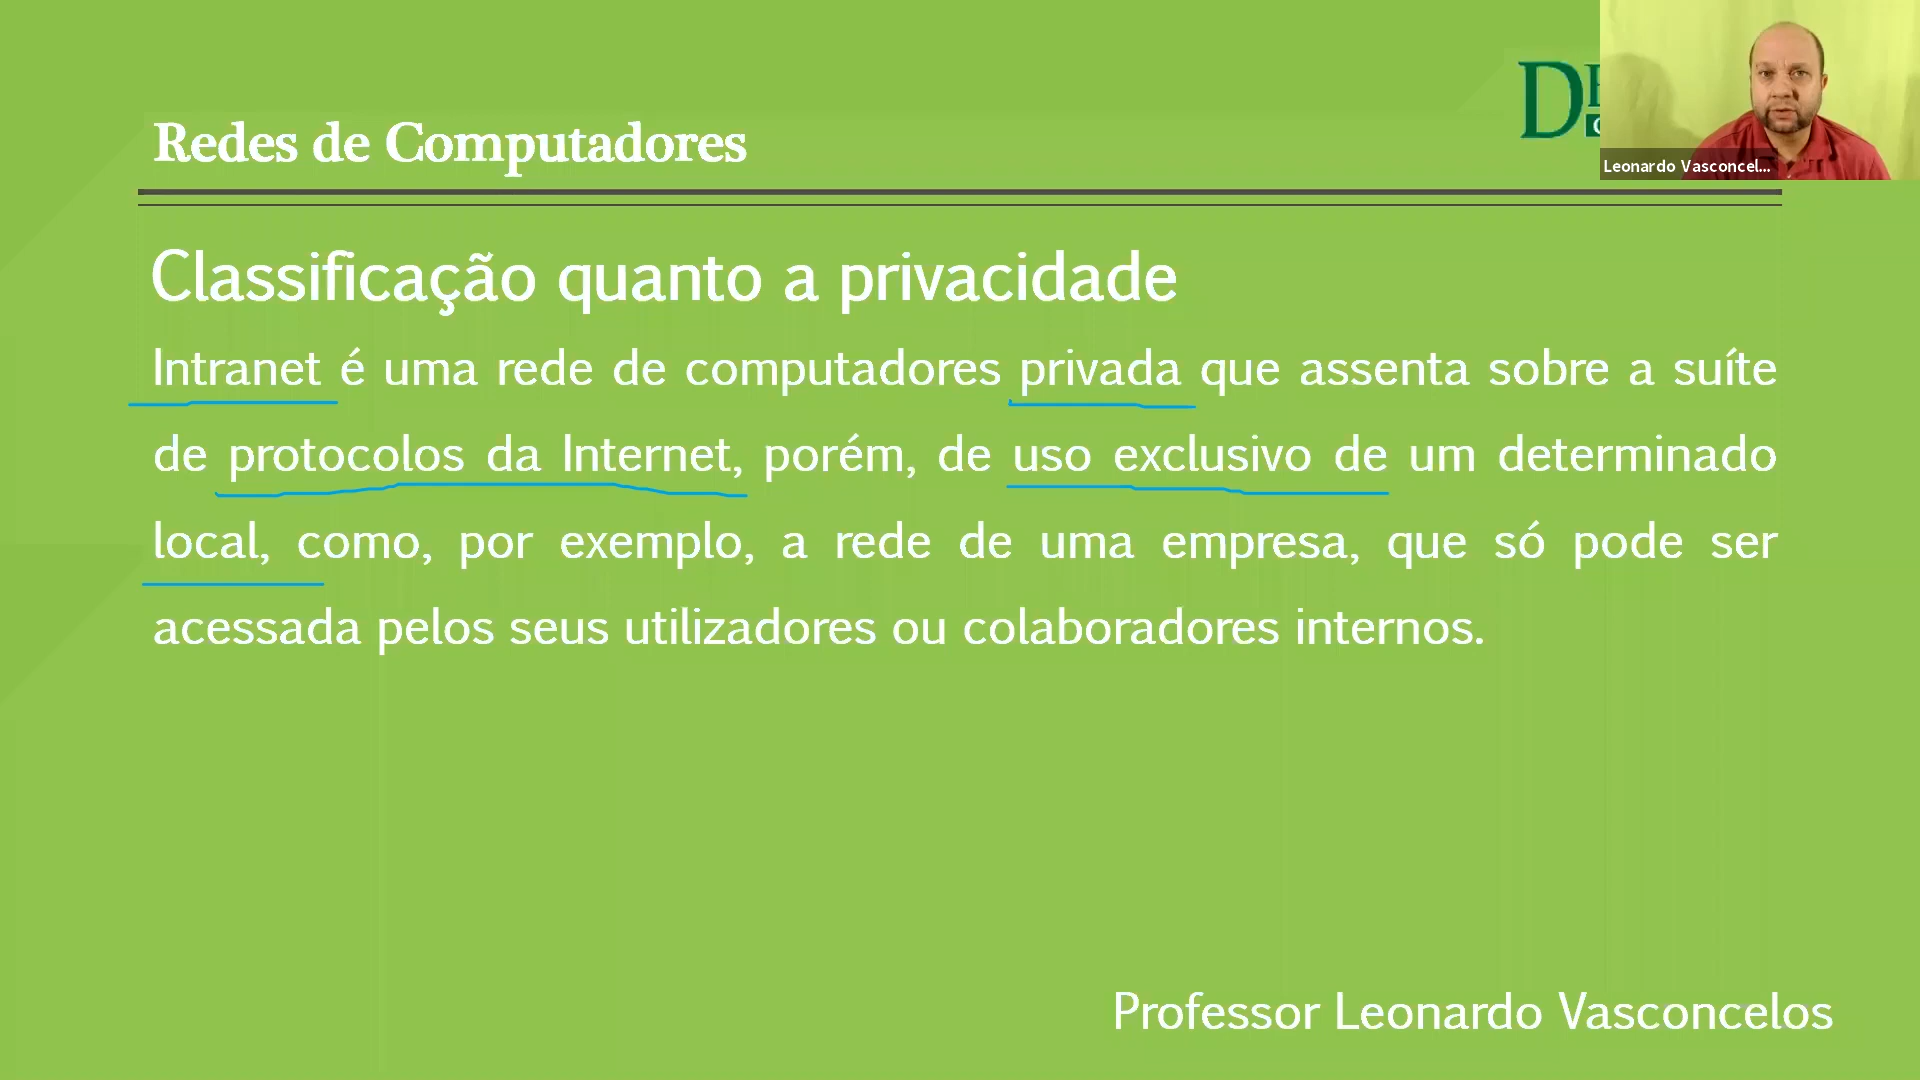 Redes de Computadores
Leonardo Vasconcel...
Classificação quanto a privacidade
Intranet é uma rede de computadores privada que assenta sobre a suíte
de protocolos da Internet, porém, de uso exclusivo de um determinado
local, como, por exemplo, a rede de uma empresa, que só pode ser
acessada pelos seus utilizadores ou colaboradores internos.
Professor Leonardo Vasconcelos